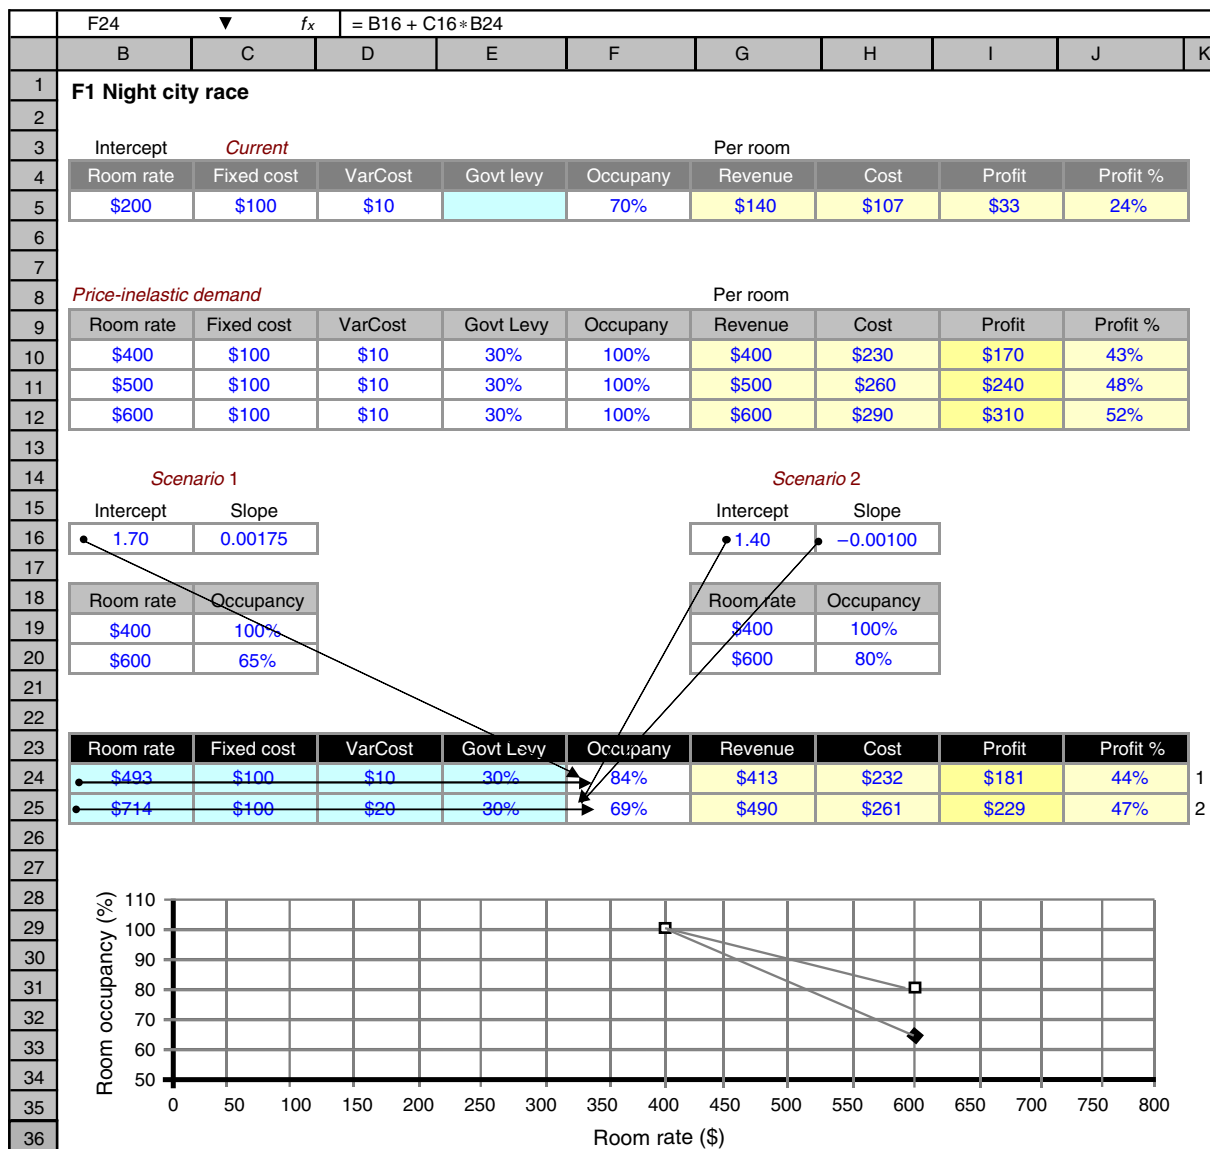 F24 ▼ fx = B16 + C16*B24
B C D E F G H I J K
1 F1 Night city race
2
3 Intercept Current Per room
4 Room rate Fixed cost VarCost Govt levy Occupany Revenue Cost Profit Profit %
5 $200 $100 $10 70% $140 $107 $33 24%
6
7
8 Price-inelastic demand Per room
9 Room rate Fixed cost VarCost Govt Levy Occupany Revenue Cost Profit Profit %
10 $400 $100 $10 30% 100% $400 $230 $170 43%
11 $500 $100 $10 30% 100% $500 $260 $240 48%
12 $600 $100 $10 30% 100% $600 $290 $310 52%
13
14 Scenario 1 Scenario 2
15 Intercept Slope Intercept Slope
16 1.70 0.00175 1.40 −0.00100
17
18 Room rate Occupancy Room rate Occupancy
19 $400 100% $400 100%
20 $600 65% $600 80%
21
22
23 Room rate Fixed cost VarCost Govt Levy Occupany Revenue Cost Profit Profit %
24 $493 $100 $10 30% 84% $413 $232 $181 44% 1
25 $714 $100 $20 30% 69% $490 $261 $229 47% 2
26
27
28 110
29 100
30 90
31 80
32 70
33 60
34 50
Room occupancy (%)
35 0 50 100 150 200 250 300 350 400 450 500 550 600 650 700 750 800
36 Room rate ($)